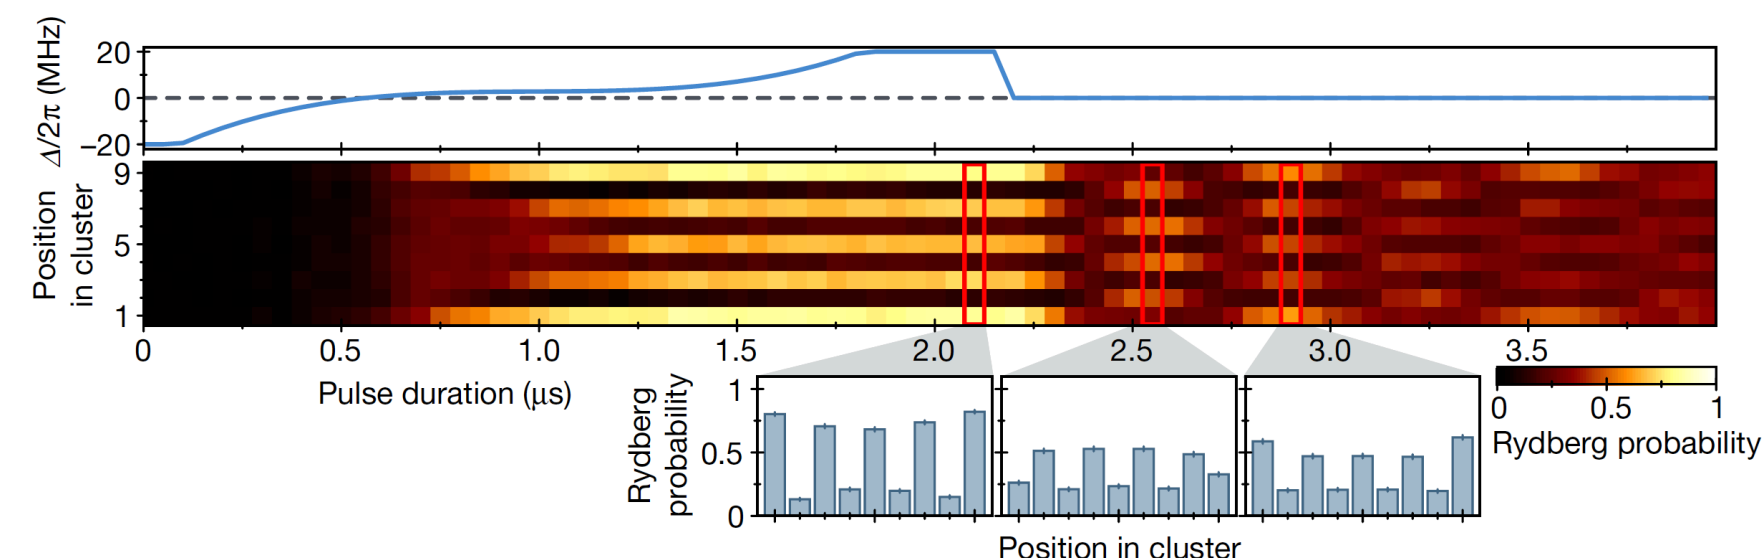 Δ/2π (MHz)
20
0
−20
Position
in cluster
9
5
1
0 0.5 1.0 1.5 2.0 2.5 3.0 3.5
Pulse duration (μs)
Rydberg
probability
1
0.5
0
Position in cluster
0 0.5 1
Rydberg probability